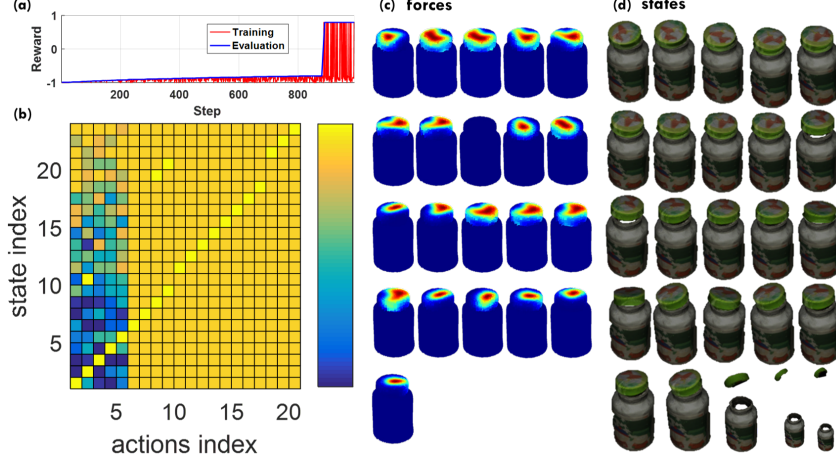 (a)
1
0
-1
Reward
Training
Evaluation
200
400
600
800
Step
(b)
20
15
10
5
state index
5
10
15
20
actions index
(c) forces
(d) states